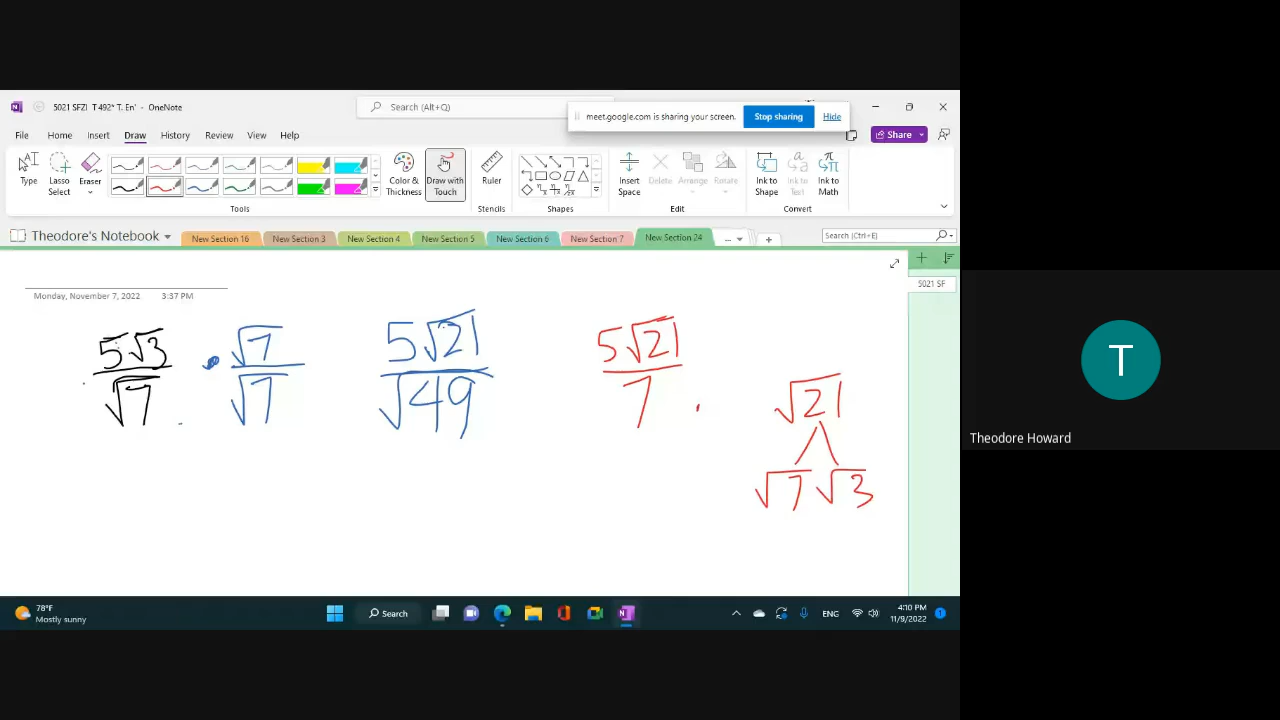 5021 SFZI T 492* T. En' - OneNote
Search (Alt+Q)
meet.google.com is sharing your screen.
Stop sharing
Hide
File Home Insert Draw History Review View Help
Share
Type
Lasso Select
Eraser
Color & Thickness
Draw with Touch
Ruler
Insert Space
Delete
Arrange
Rotate
Ink to Shape
Ink to Text
Ink to Math
Tools
Stencils
Shapes
Edit
Convert
Theodore's Notebook
New Section 16
New Section 3
New Section 4
New Section 5
New Section 6
New Section 7
New Section 24
...
Search (Ctrl+E)
5021 SF
Monday, November 7, 2022 3:37 PM
5√3 / √7 · √7 / √7
5√21 / √49
5√21 / 7
√21
√7 √3
T
Theodore Howard
78°F
Mostly sunny
Search
ENG
4:10 PM
11/9/2022
1